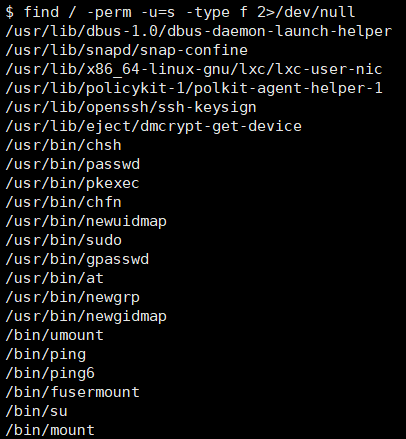 $ find / -perm -u=s -type f 2>/dev/null
/usr/lib/dbus-1.0/dbus-daemon-launch-helper
/usr/lib/snapd/snap-confine
/usr/lib/x86_64-linux-gnu/lxc/lxc-user-nic
/usr/lib/policykit-1/polkit-agent-helper-1
/usr/lib/openssh/ssh-keysign
/usr/lib/eject/dmcrypt-get-device
/usr/bin/chsh
/usr/bin/passwd
/usr/bin/pkexec
/usr/bin/chfn
/usr/bin/newuidmap
/usr/bin/sudo
/usr/bin/gpasswd
/usr/bin/at
/usr/bin/newgrp
/usr/bin/newgidmap
/bin/umount
/bin/ping
/bin/ping6
/bin/fusermount
/bin/su
/bin/mount